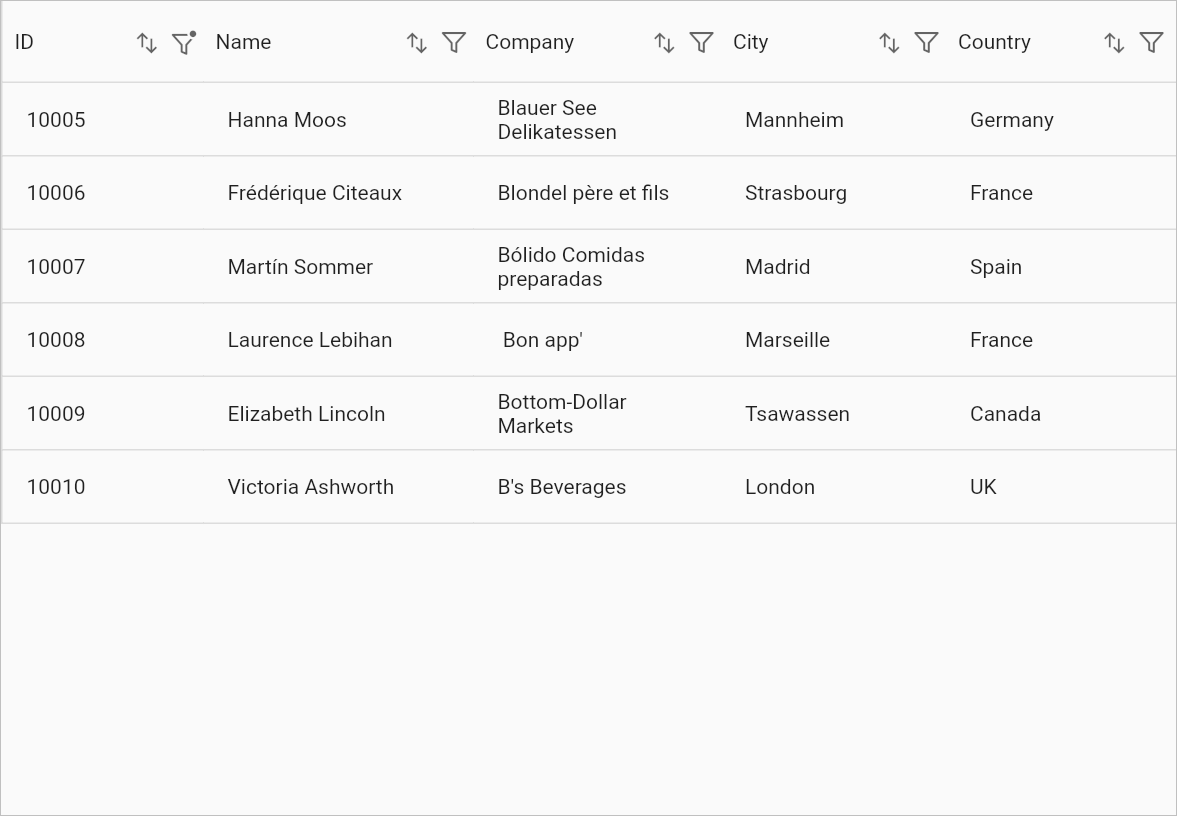 ID Name Company City Country
10005 Hanna Moos Blauer See Delikatessen Mannheim Germany
10006 Frédérique Citeaux Blondel père et fils Strasbourg France
10007 Martín Sommer Bólido Comidas preparadas Madrid Spain
10008 Laurence Lebihan Bon app' Marseille France
10009 Elizabeth Lincoln Bottom-Dollar Markets Tsawassen Canada
10010 Victoria Ashworth B's Beverages London UK